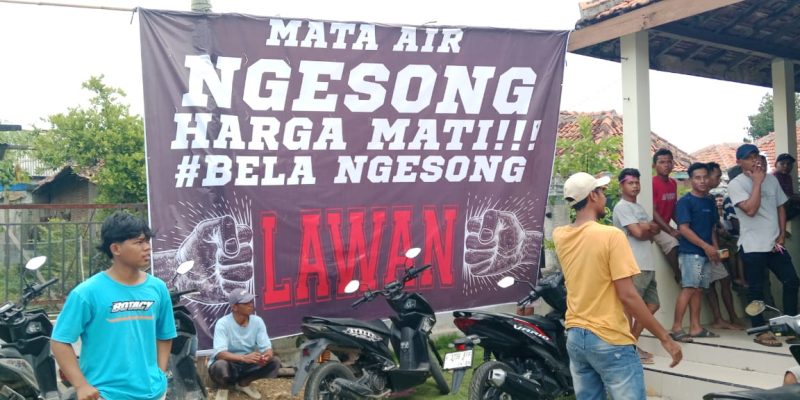 MATA AIR
NGESONG
HARGA MATI!!!
#BELA NGESONG
LAWAN